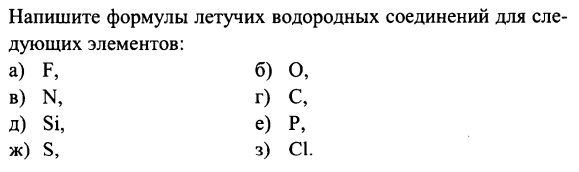 Напишите формулы летучих водородных соединений для сле-
дующих элементов:
а) F, б) O,
в) N, г) C,
д) Si, е) P,
ж) S, з) Cl.